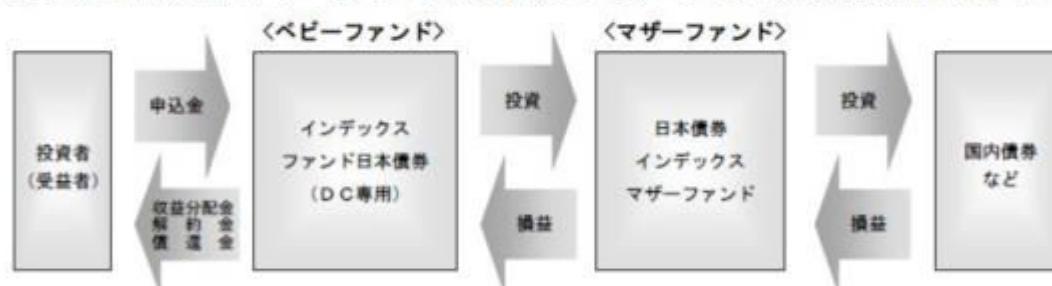 〈ベビーファンド〉
〈マザーファンド〉
投資者
（受益者）
申込金
収益分配金
解約金
償還金
インデックス
ファンド日本債券
（ＤＣ専用）
投資
損益
日本債券
インデックス
マザーファンド
投資
損益
国内債券
など